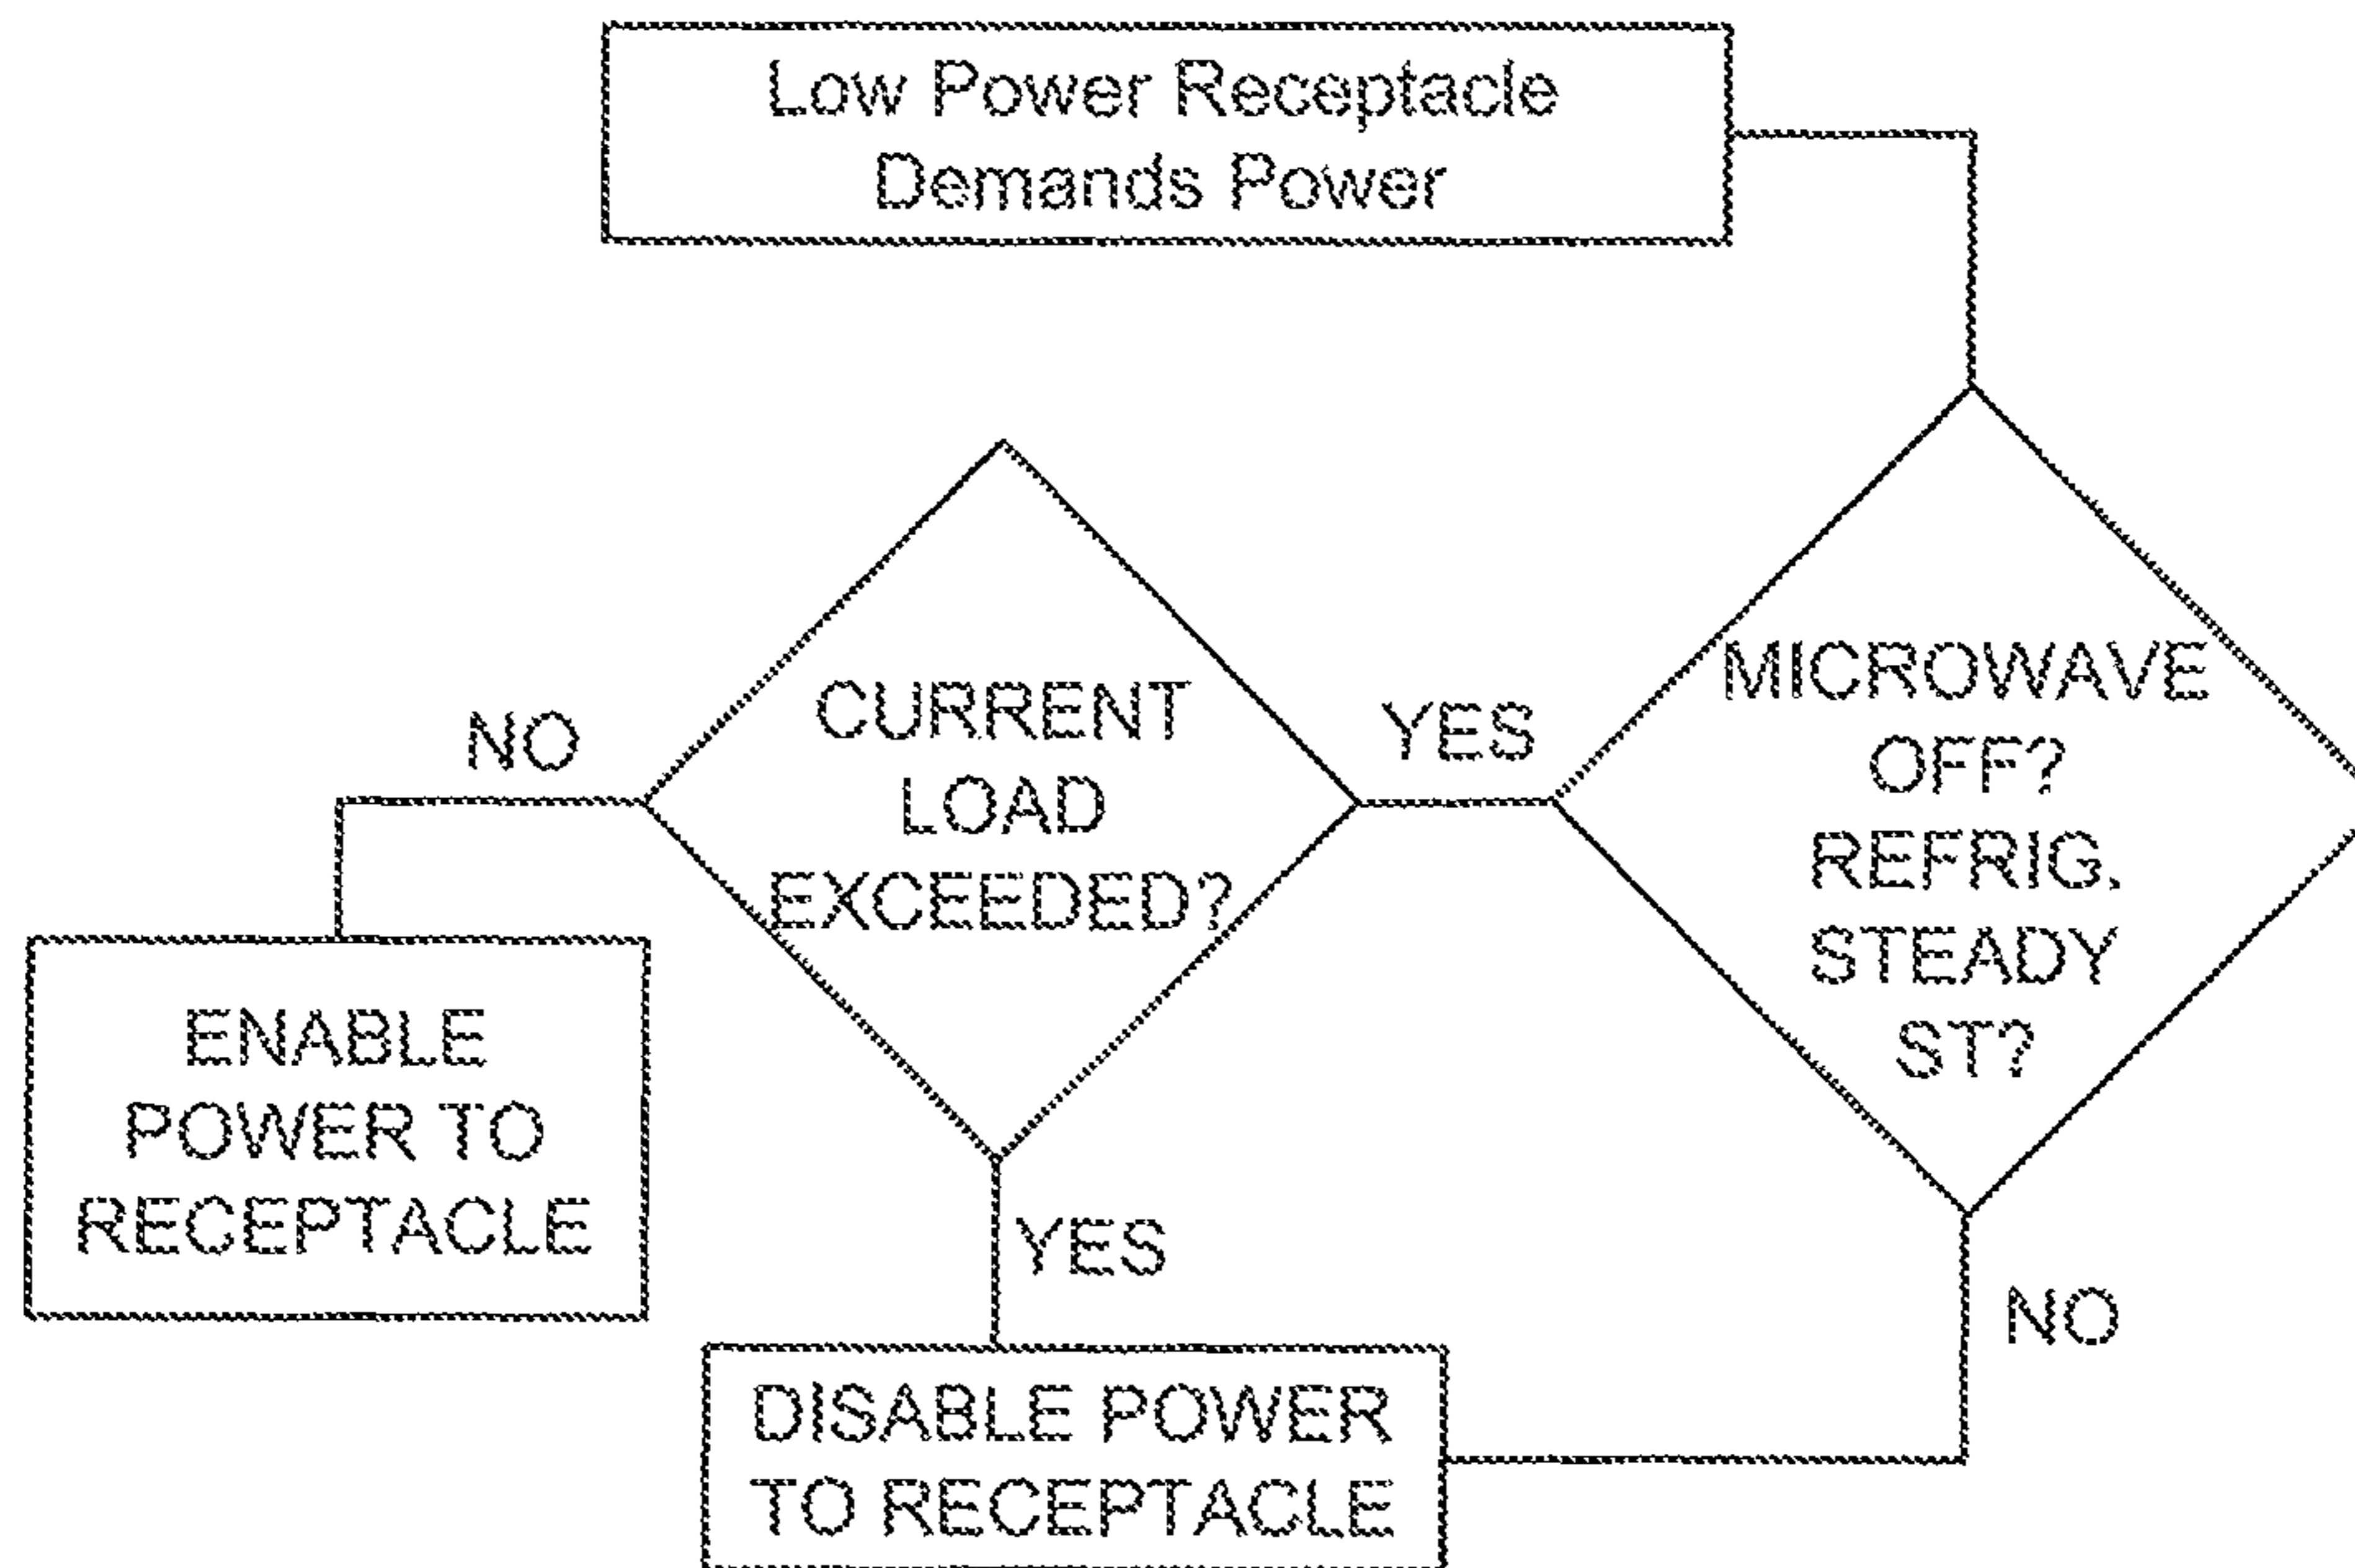 Low Power Receptacle
Demands Power
MICROWAVE
OFF?
REFRIG.
STEADY
ST?
YES
NO
CURRENT
LOAD
EXCEEDED?
NO
YES
ENABLE
POWER TO
RECEPTACLE
DISABLE POWER
TO RECEPTACLE